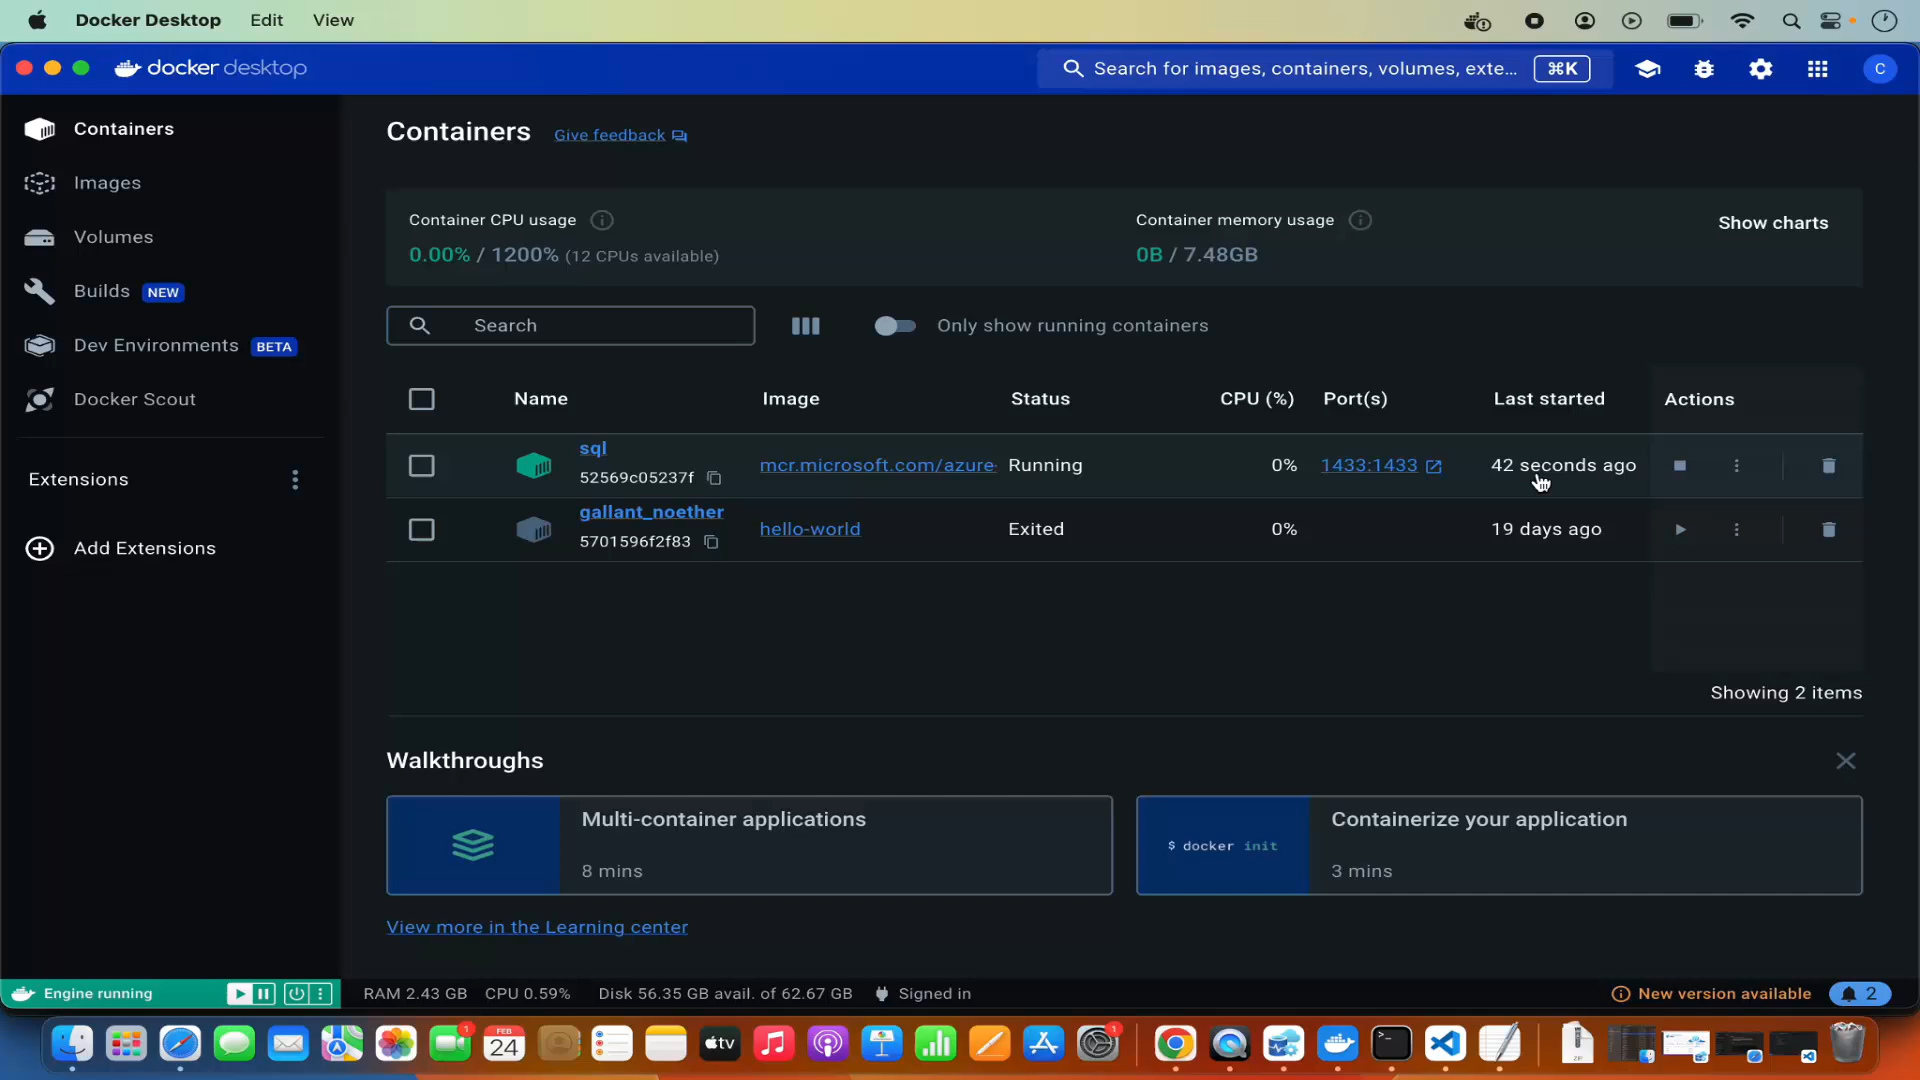 Docker Desktop Edit View
docker desktop
Search for images, containers, volumes, exte... ⌘K
C
Containers
Images
Volumes
Builds NEW
Dev Environments BETA
Docker Scout
Extensions
Add Extensions
Containers Give feedback
Container CPU usage
0.00% / 1200% (12 CPUs available)
Container memory usage
0B / 7.48GB
Show charts
Search
Only show running containers
Name Image Status CPU (%) Port(s) Last started Actions
sql
52569c05237f
mcr.microsoft.com/azure- Running 0% 1433:1433 42 seconds ago
gallant_noether
5701596f2f83
hello-world Exited 0% 19 days ago
Showing 2 items
Walkthroughs
Multi-container applications
8 mins
$ docker init
Containerize your application
3 mins
View more in the Learning center
Engine running
RAM 2.43 GB CPU 0.59% Disk 56.35 GB avail. of 62.67 GB Signed in
New version available 2
1
FEB
24
tv
1
ZIP